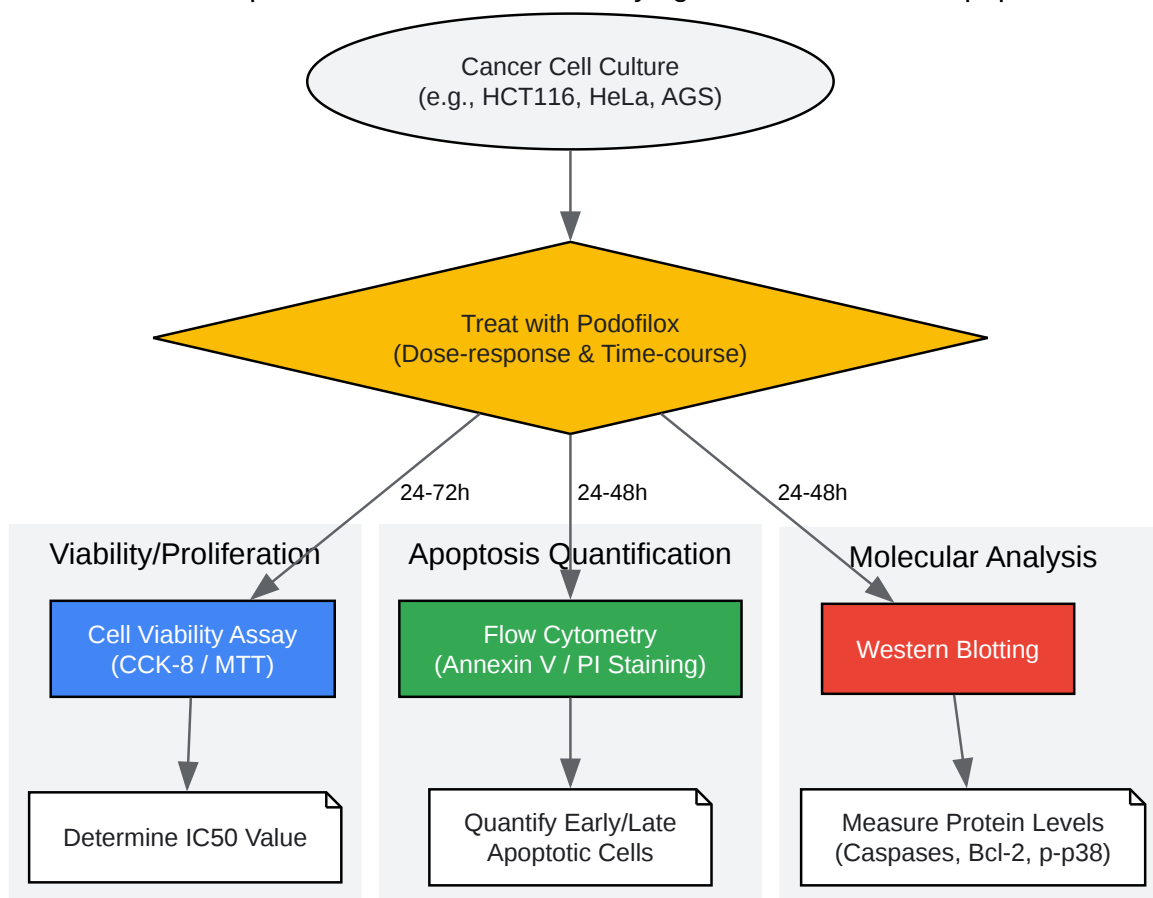 Cancer Cell Culture
(e.g., HCT116, HeLa, AGS)
Treat with Podofilox
(Dose-response & Time-course)
24-72h
24-48h
24-48h
Viability/Proliferation
Cell Viability Assay
(CCK-8 / MTT)
Determine IC50 Value
Apoptosis Quantification
Flow Cytometry
(Annexin V / PI Staining)
Quantify Early/Late
Apoptotic Cells
Molecular Analysis
Western Blotting
Measure Protein Levels
(Caspases, Bcl-2, p-p38)